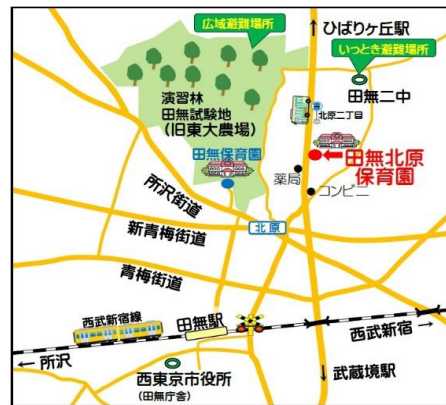 広域避難場所
↑ひばりヶ丘駅
いっとき避難場所
田無二中
演習林
田無試験地
(旧東大農場)
北原二丁目
田無保育園
←田無北原
保育園
薬局
コンビニ
所沢街道
新青梅街道
北原
青梅街道
西武新宿線
田無駅
西武新宿→
←所沢
西東京市役所
(田無庁舎)
↓武蔵境駅